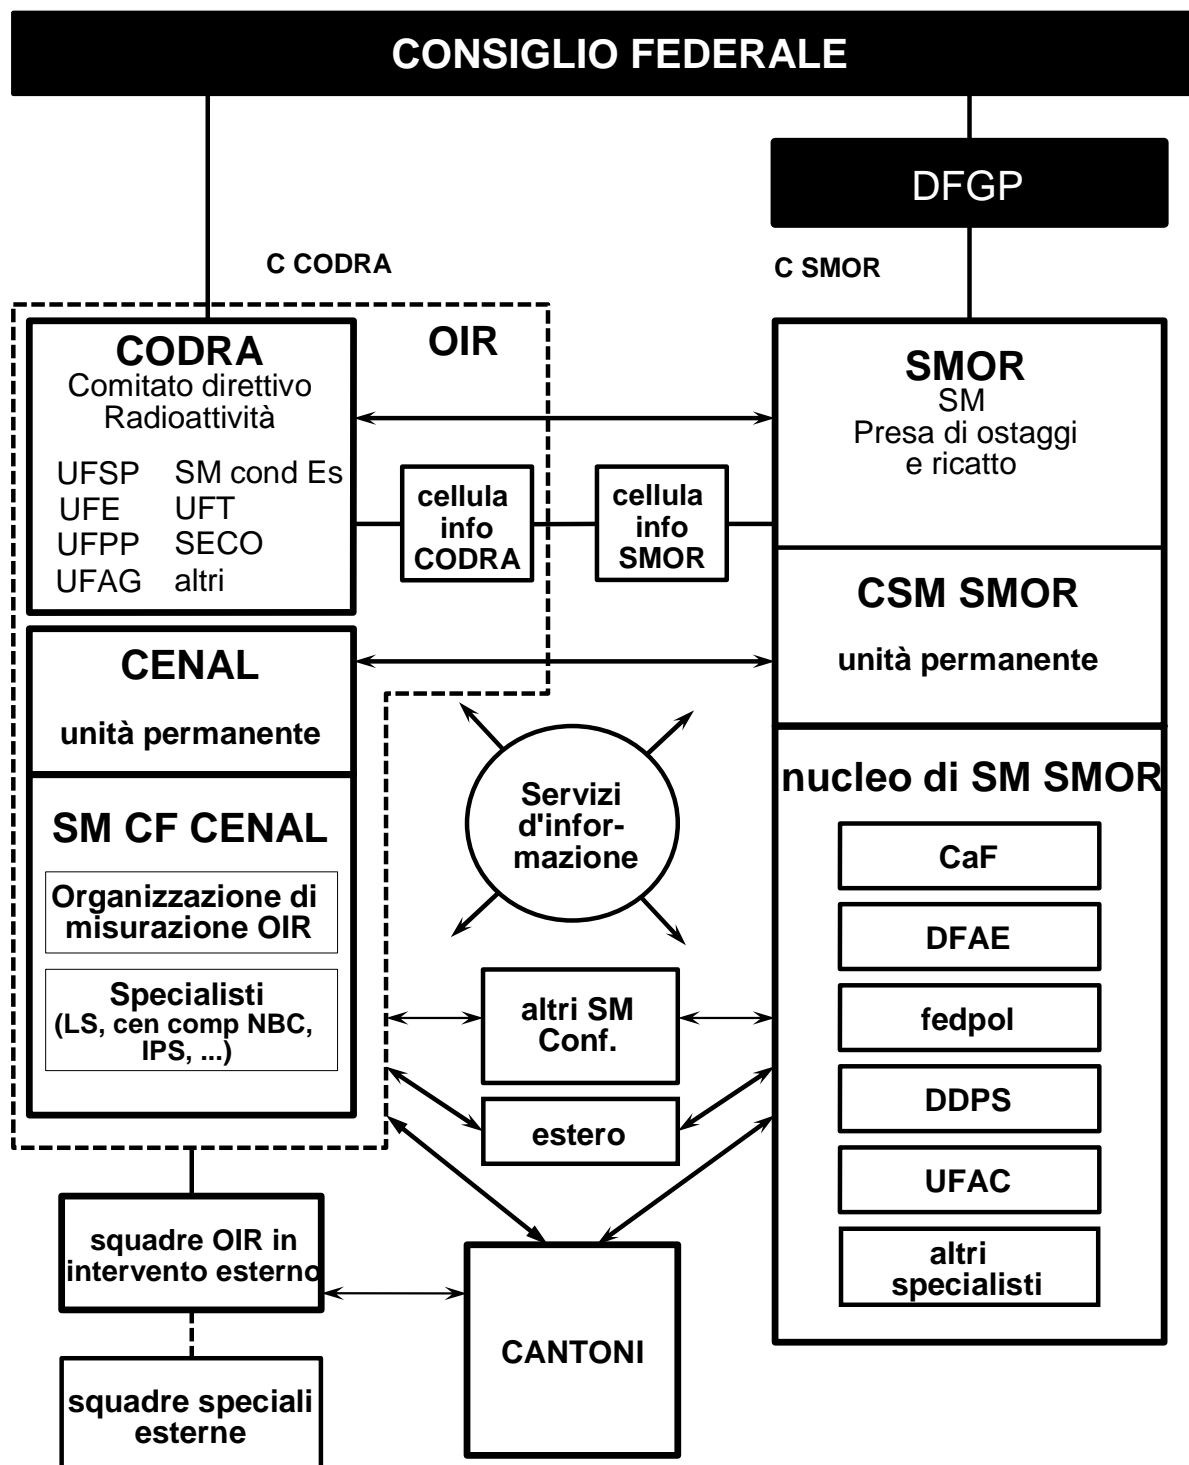 CONSIGLIO FEDERALE
DFGP
C CODRA
C SMOR
OIR
CODRA
Comitato direttivo
Radioattività
UFSP SM cond Es
UFE UFT
UFPP SECO
UFAG altri
SMOR
SM
Presa di ostaggi
e ricatto
cellula
info
CODRA
cellula
info
SMOR
CSM SMOR
unità permanente
CENAL
unità permanente
SM CF CENAL
Organizzazione di
misurazione OIR
Specialisti
(LS, cen comp NBC,
IPS, ...)
Servizi
d'infor-
mazione
nucleo di SM SMOR
CaF
DFAE
fedpol
DDPS
UFAC
altri
specialisti
altri SM
Conf.
estero
squadre OIR in
intervento esterno
CANTONI
squadre speciali
esterne